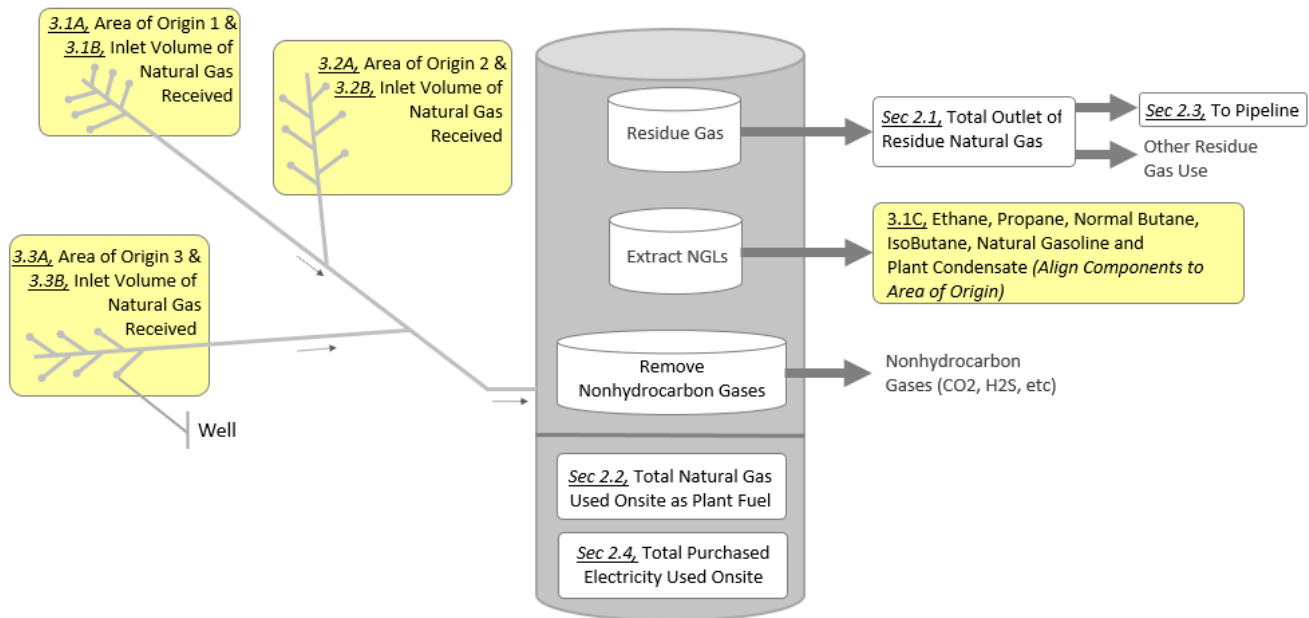 3.1A, Area of Origin 1 &
3.1B, Inlet Volume of
Natural Gas
Received
3.2A, Area of Origin 2 &
3.2B, Inlet Volume of
Natural Gas
Received
3.3A, Area of Origin 3 &
3.3B, Inlet Volume of
Natural Gas
Received
Well
Residue Gas
Extract NGLs
Remove
Nonhydrocarbon Gases
Sec 2.2, Total Natural Gas
Used Onsite as Plant Fuel
Sec 2.4, Total Purchased
Electricity Used Onsite
Sec 2.1, Total Outlet of
Residue Natural Gas
Sec 2.3, To Pipeline
Other Residue
Gas Use
3.1C, Ethane, Propane, Normal Butane,
IsoButane, Natural Gasoline and
Plant Condensate (Align Components to
Area of Origin)
Nonhydrocarbon
Gases (CO2, H2S, etc)